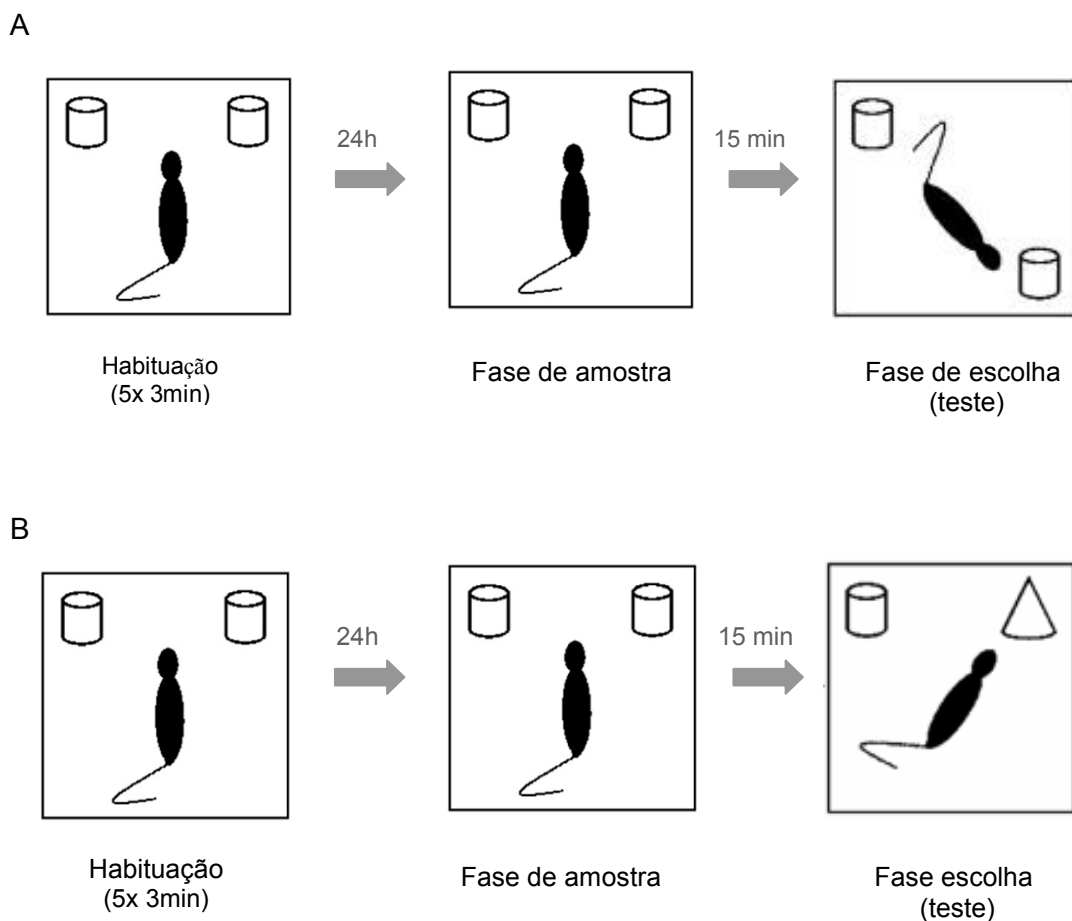 A
24h
15 min
Habituação
(5x 3min)
Fase de amostra
Fase de escolha
(teste)
B
24h
15 min
Habituação
(5x 3min)
Fase de amostra
Fase escolha
(teste)